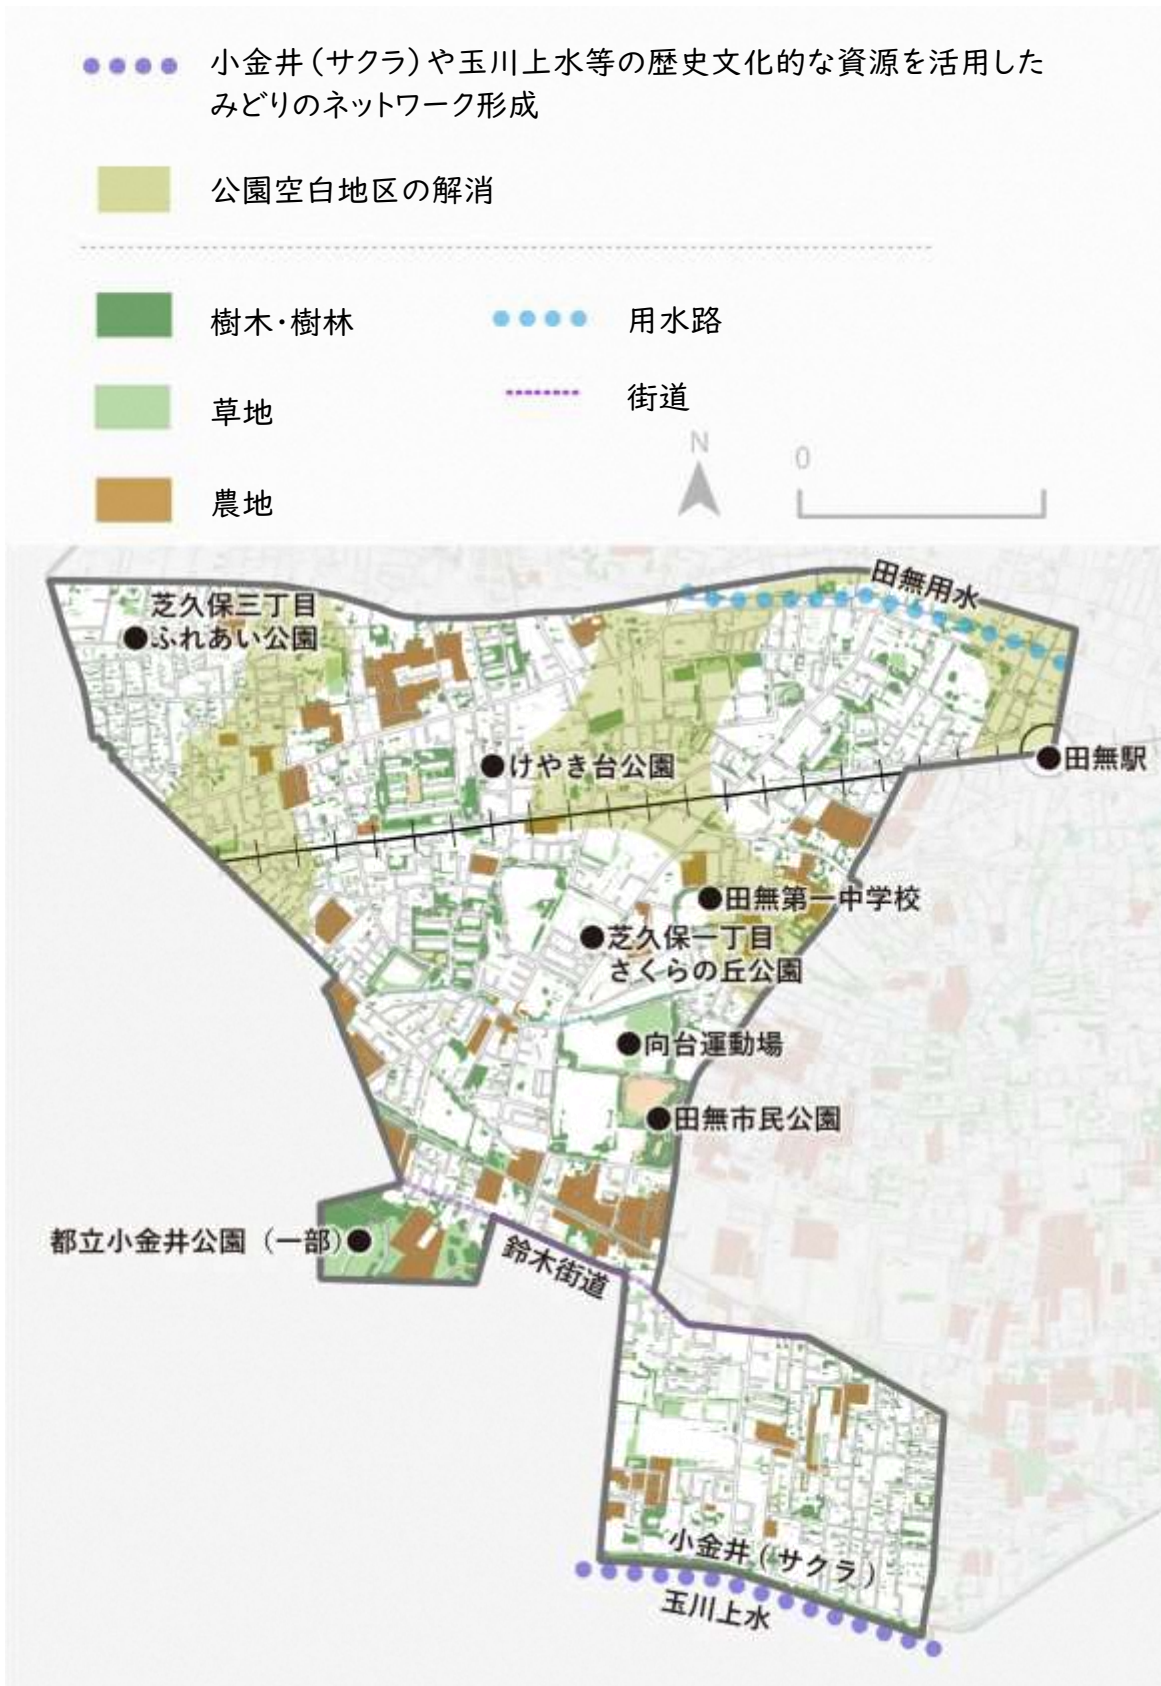 小金井(サクラ)や玉川上水等の歴史文化的な資源を活用した
みどりのネットワーク形成
公園空白地区の解消
樹木・樹林
用水路
草地
街道
農地
N
0
田無用水
芝久保三丁目
ふれあい公園
けやき台公園
田無駅
田無第一中学校
芝久保一丁目
さくらの丘公園
向台運動場
田無市民公園
都立小金井公園(一部)
鈴木街道
小金井(サクラ)
玉川上水